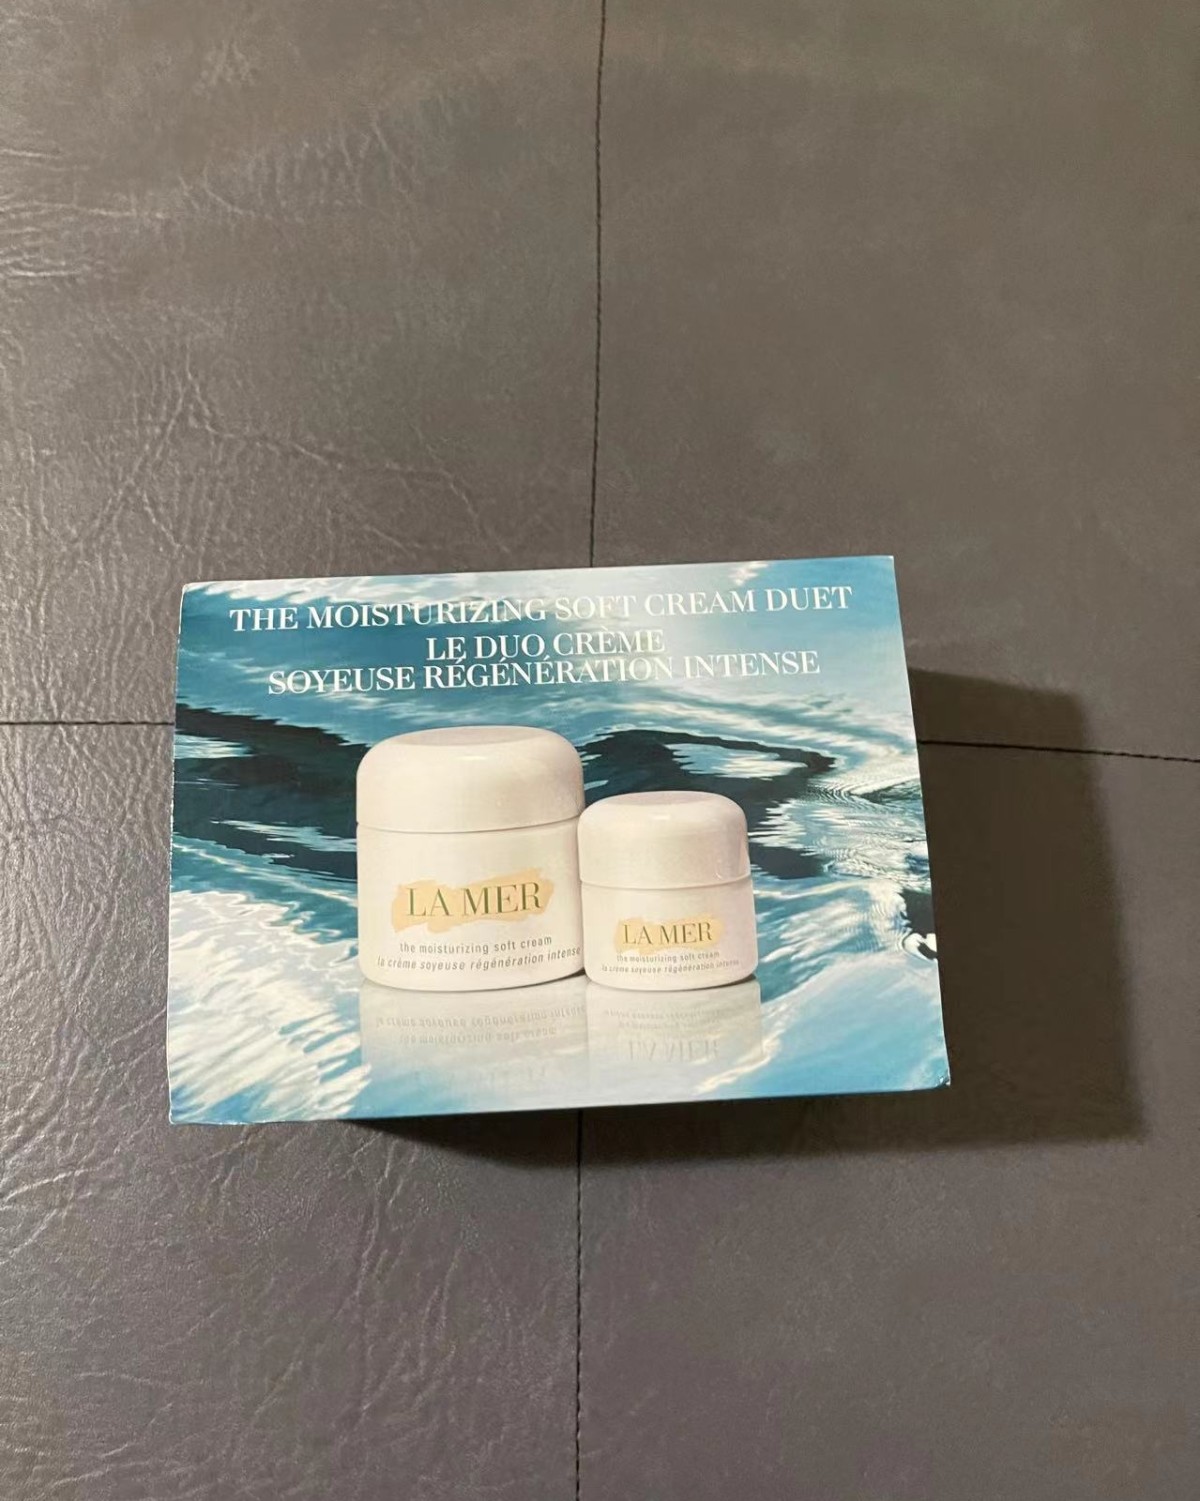 THE MOISTURIZING SOFT CREAM DUET
LE DUO CRÈME
SOYEUSE RÉGÉNÉRATION INTENSE
LA MER
the moisturizing soft cream
la crème soyeuse régénération intense
LA MER
the moisturizing soft cream
la crème soyeuse régénération intense